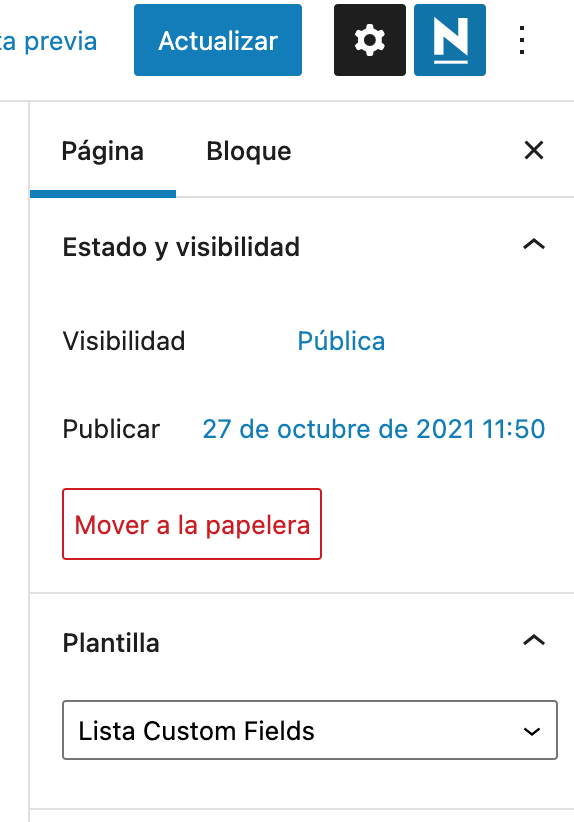 ta previa
Actualizar
N
Página
Bloque
Estado y visibilidad
Visibilidad
Pública
Publicar
27 de octubre de 2021 11:50
Mover a la papelera
Plantilla
Lista Custom Fields